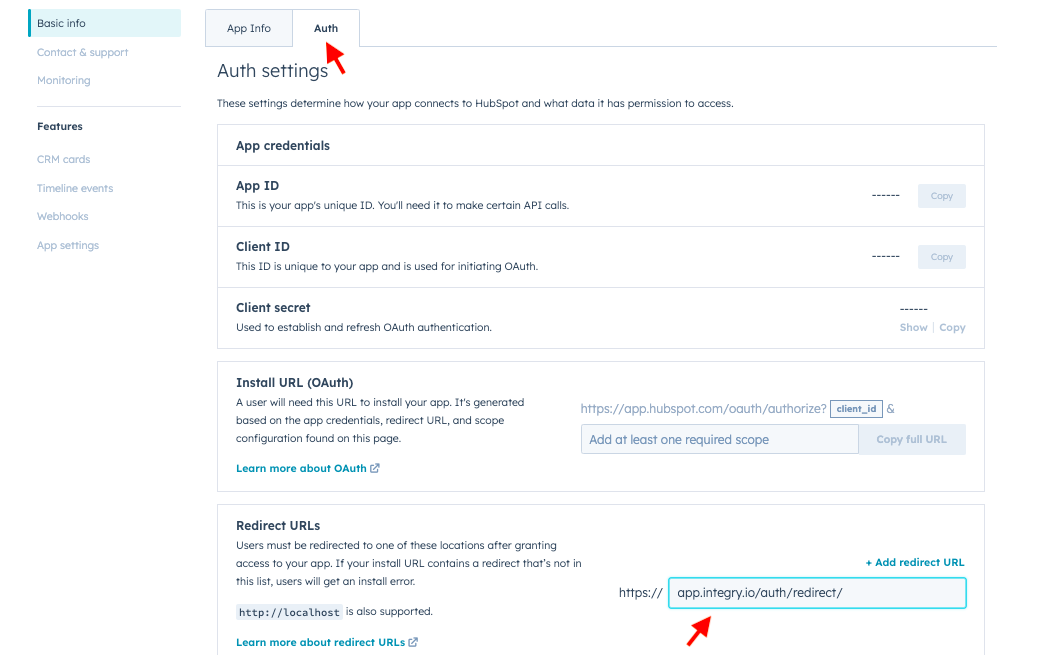 Basic info
Contact & support
Monitoring
Features
CRM cards
Timeline events
Webhooks
App settings
App Info
Auth
Auth settings
These settings determine how your app connects to HubSpot and what data it has permission to access.
App credentials
App ID
This is your app's unique ID. You'll need it to make certain API calls.
------
Copy
Client ID
This ID is unique to your app and is used for initiating OAuth.
------
Copy
Client secret
Used to establish and refresh OAuth authentication.
------
Show | Copy
Install URL (OAuth)
A user will need this URL to install your app. It's generated
based on the app credentials, redirect URL, and scope
configuration found on this page.
Learn more about OAuth
https://app.hubspot.com/oauth/authorize? client_id &
Add at least one required scope
Copy full URL
Redirect URLs
Users must be redirected to one of these locations after granting
access to your app. If your install URL contains a redirect that's not in
this list, users will get an install error.
http://localhost is also supported.
Learn more about redirect URLs
+ Add redirect URL
https:// app.integry.io/auth/redirect/